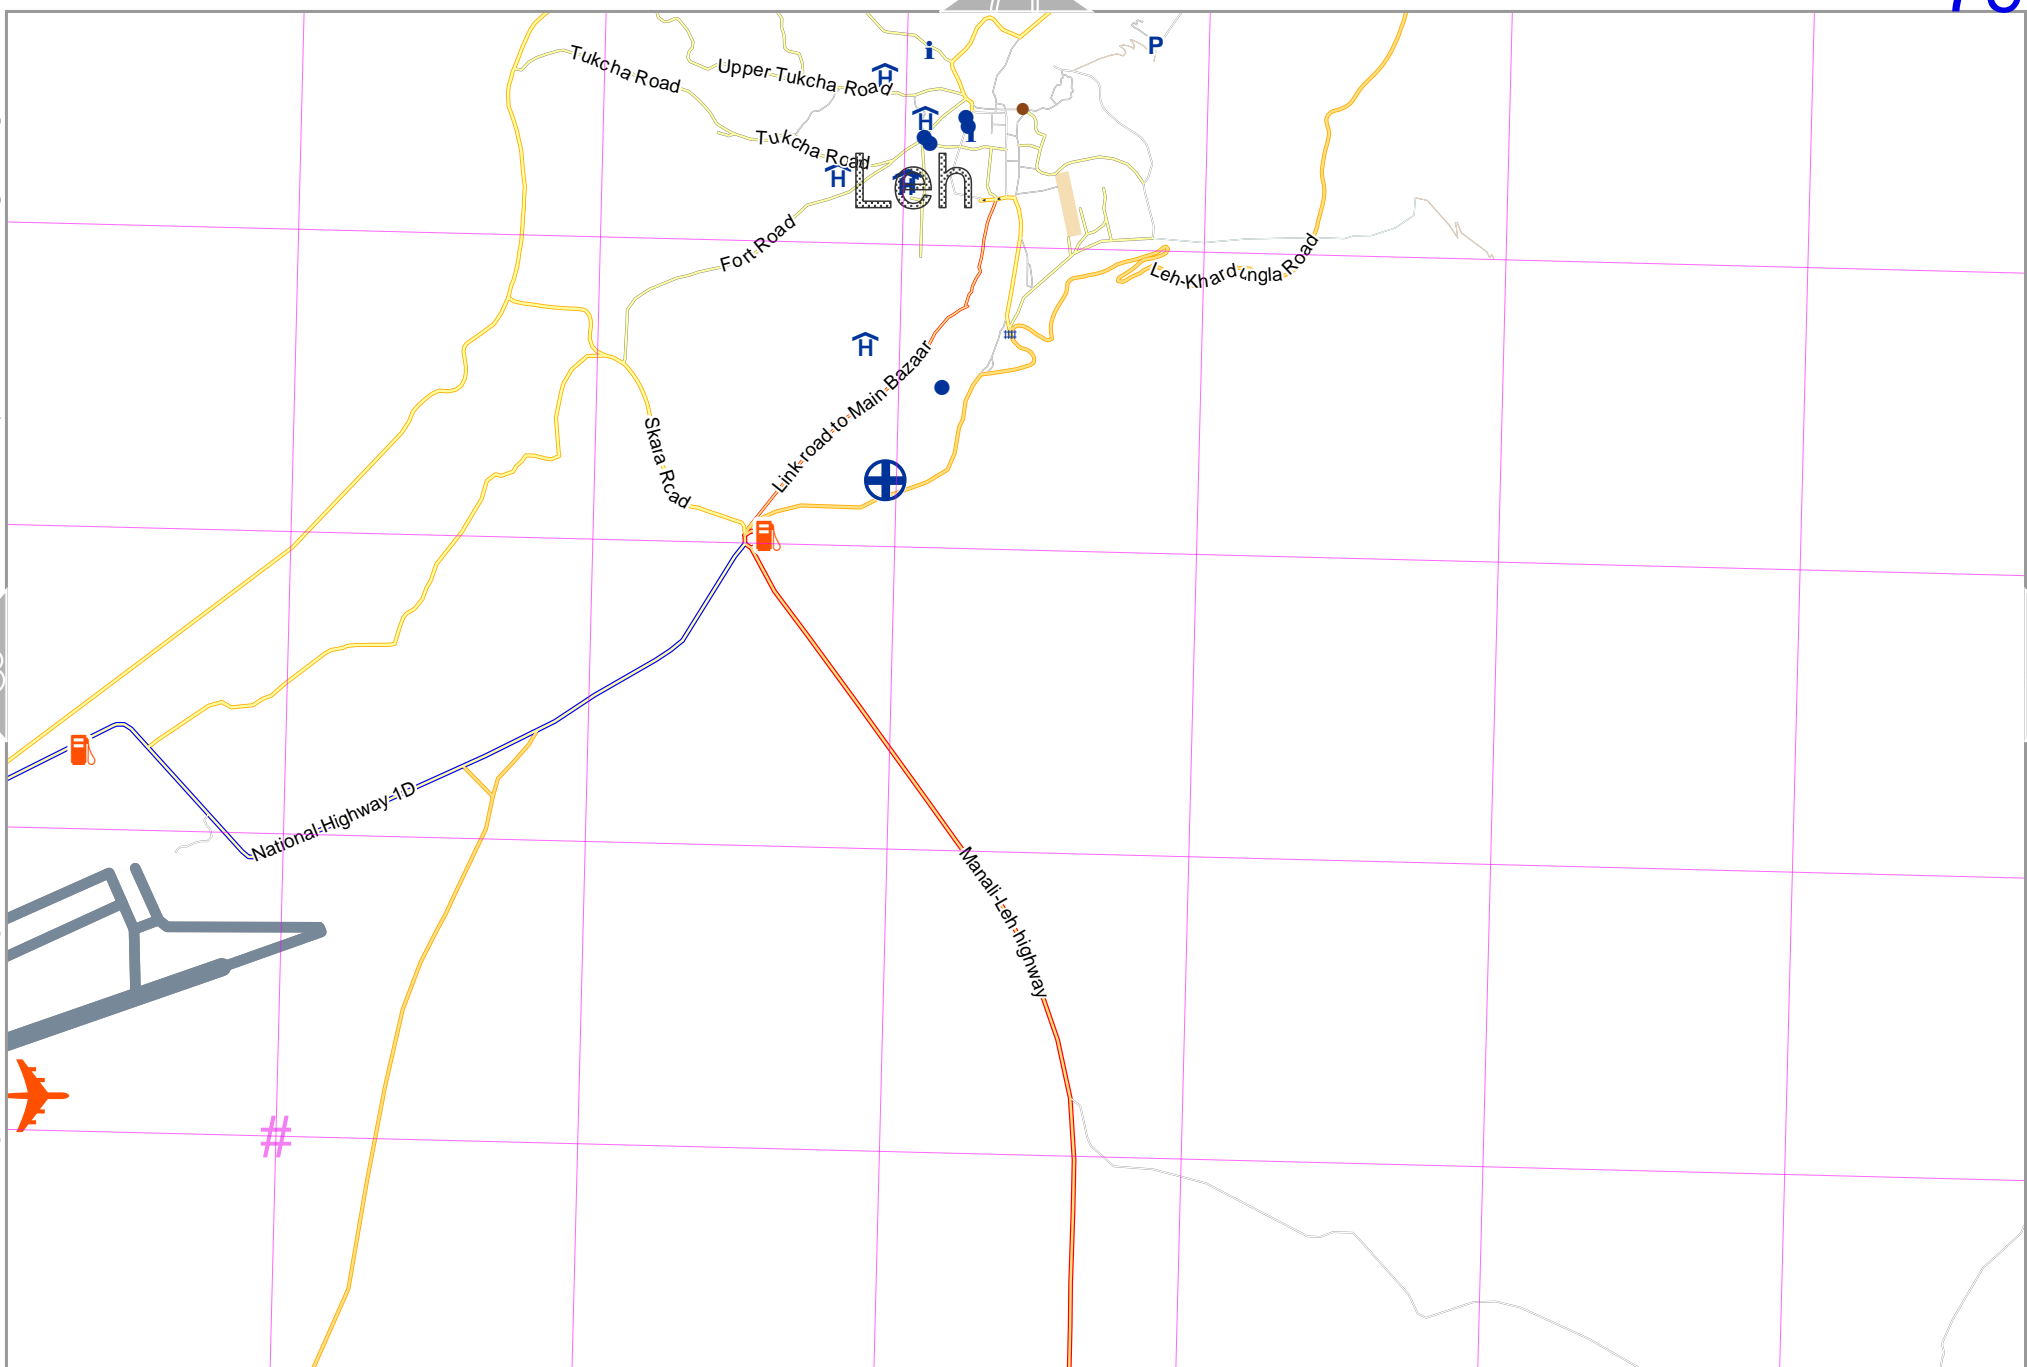 i
P
Tukcha Road
Upper Tukcha Road
H
H
Tukcha Road
i
H
H
Leh
Fort Road
Leh-Khardungla Road
H
Link road to Main Bazaar
Skara Road
National Highway 1D
Manali-Leh-highway
#